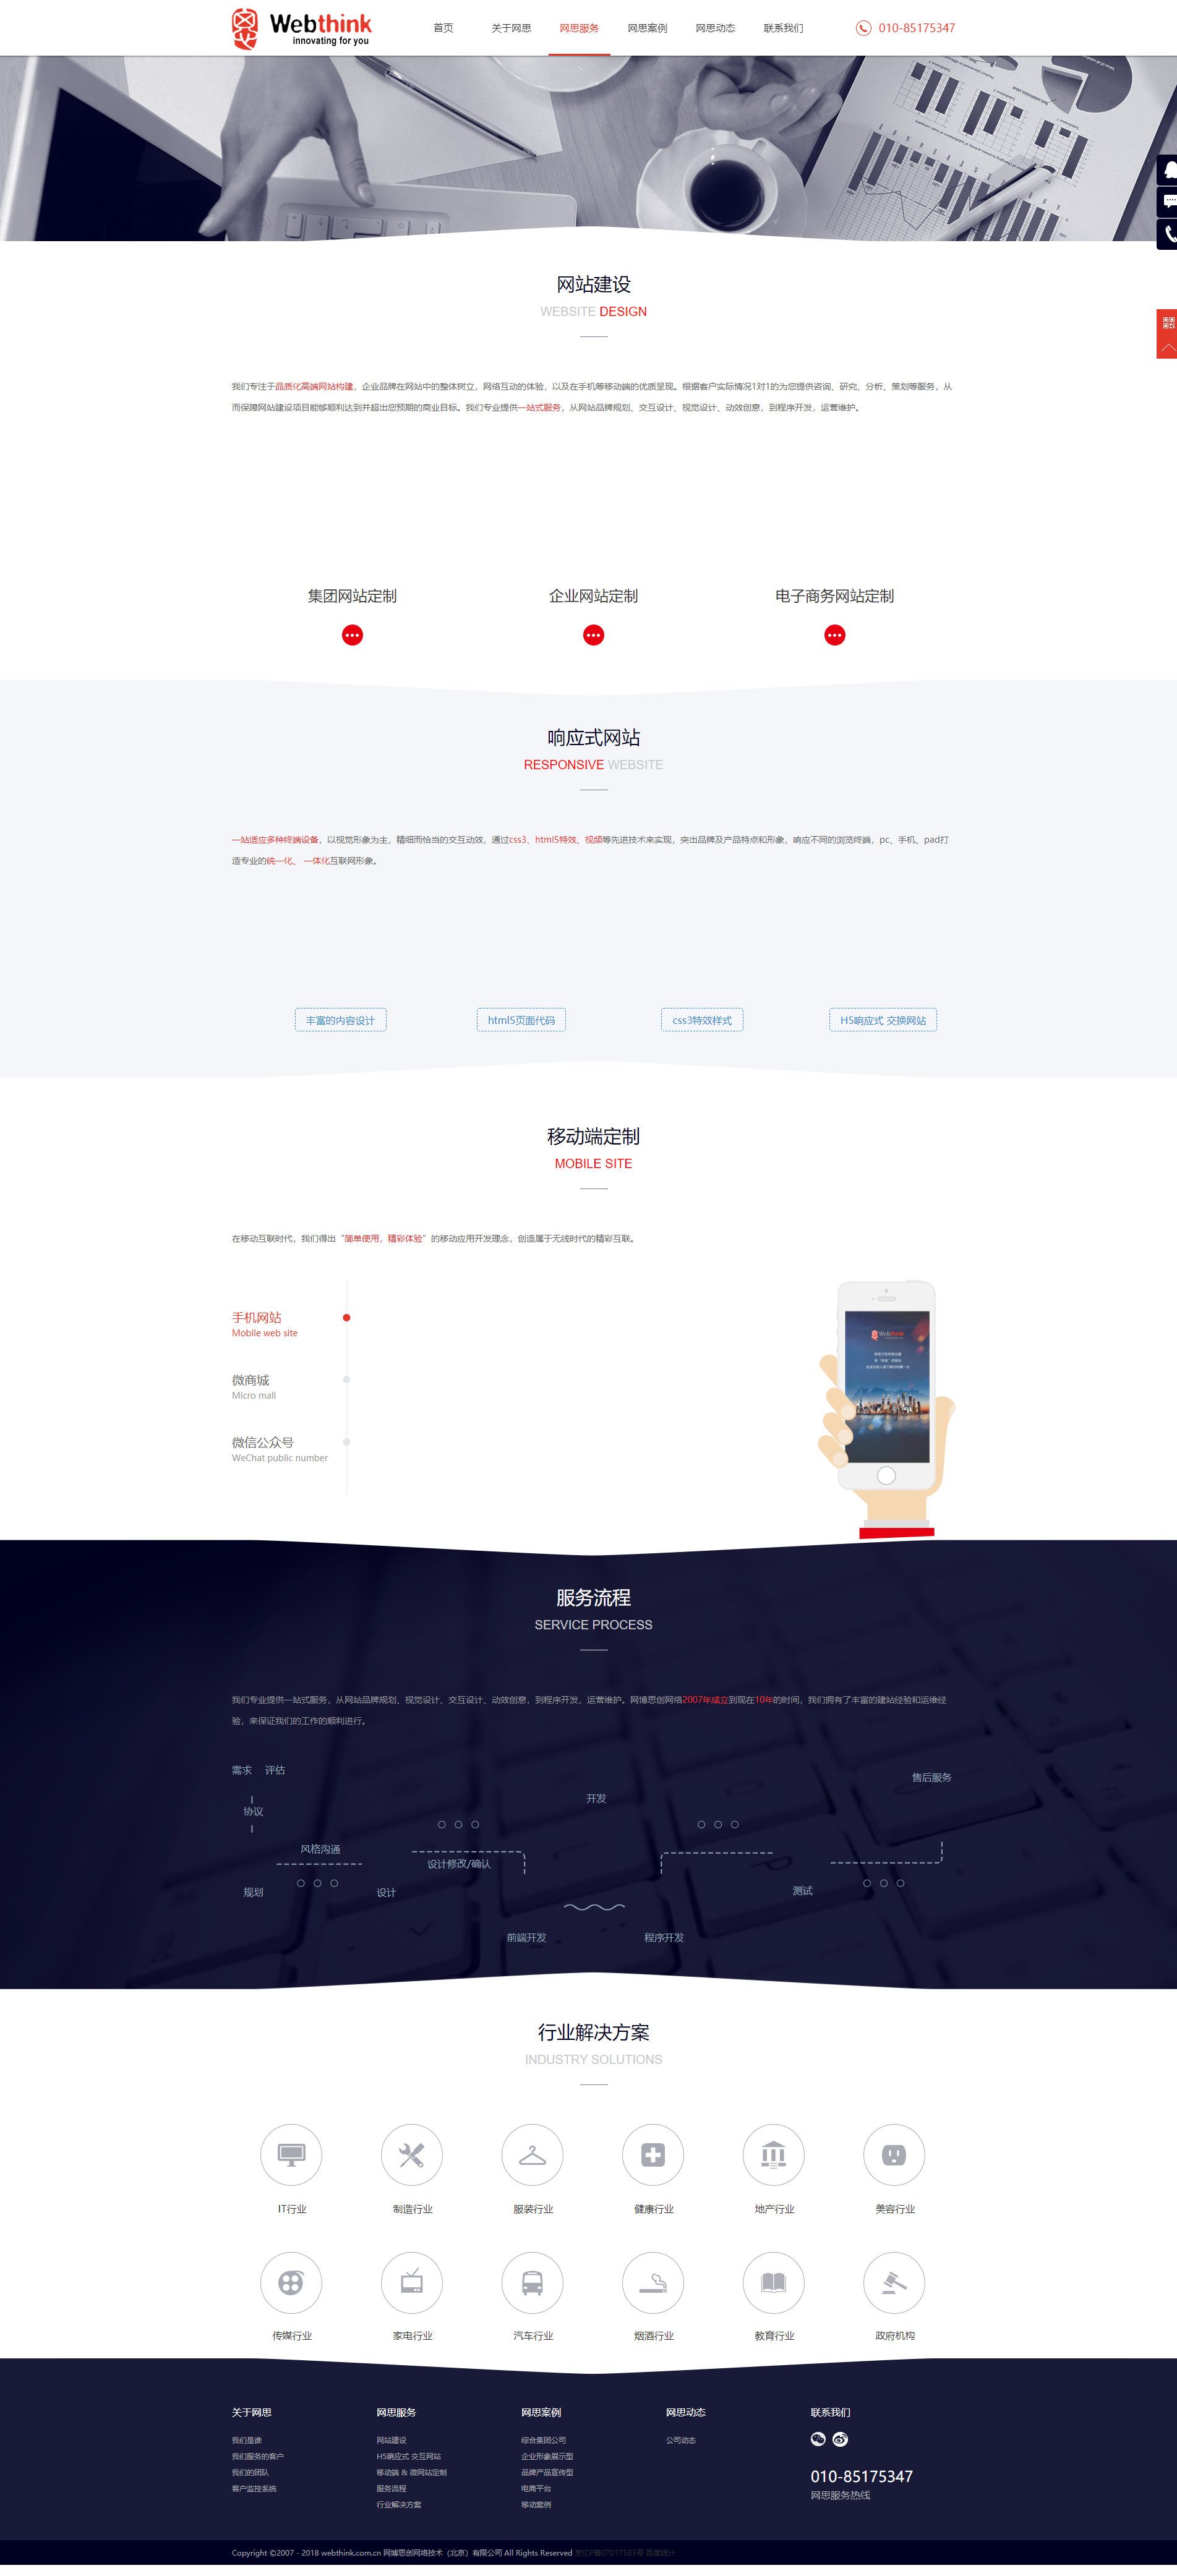 Webthink
innovating for you
首页 关于网思 网思服务 网思案例 网思动态 联系我们 010-85175347
网站建设
WEBSITE DESIGN
我们专注于品质化高端网站构建，企业品牌在网站中的整体树立，网络互动的体验，以及在手机等移动端的优质呈现。根据客户实际情况1对1的为您提供咨询、研究、分析、策划等服务，从
而保障网站建设项目能够顺利达到并超出您预期的商业目标。我们专业提供一站式服务，从网站品牌规划、交互设计、视觉设计、动效创意，到程序开发，运营维护。
集团网站定制 企业网站定制 电子商务网站定制
响应式网站
RESPONSIVE WEBSITE
一站适应多种终端设备，以视觉形象为主，精细而恰当的交互动效，通过css3、html5特效、视频等先进技术来实现，突出品牌及产品特点和形象，响应不同的浏览终端，pc、手机、pad打
造专业的统一化、 一体化互联网形象。
丰富的内容设计 html5页面代码 css3特效样式 H5响应式 交换网站
移动端定制
MOBILE SITE
在移动互联时代，我们得出“简单使用，精彩体验”的移动应用开发理念，创造属于无线时代的精彩互联。
手机网站
Mobile web site
微商城
Micro mall
微信公众号
WeChat public number
Webthink
服务流程
SERVICE PROCESS
我们专业提供一站式服务，从网站品牌规划、视觉设计、交互设计、动效创意，到程序开发，运营维护。网博思创网络2007年成立到现在10年的时间，我们拥有了丰富的建站经验和运维经
验，来保证我们的工作的顺利进行。
需求 评估
售后服务
开发
协议
风格沟通
设计修改/确认
规划
设计
测试
前端开发 程序开发
行业解决方案
INDUSTRY SOLUTIONS
IT行业 制造行业 服装行业 健康行业 地产行业 美容行业
传媒行业 家电行业 汽车行业 烟酒行业 教育行业 政府机构
关于网思 网思服务 网思案例 网思动态 联系我们
我们是谁 网站建设 综合集团公司 公司动态
我们服务的客户 H5响应式 交互网站 企业形象展示型
我们的团队 移动端 & 微网站定制 品牌产品宣传型
客户监控系统 服务流程 电商平台
行业解决方案 移动案例
010-85175347
网思服务热线
Copyright ©2007 - 2018 webthink.com.cn 网博思创网络技术（北京）有限公司 All Rights Reserved 京ICP备07017583号 百度统计